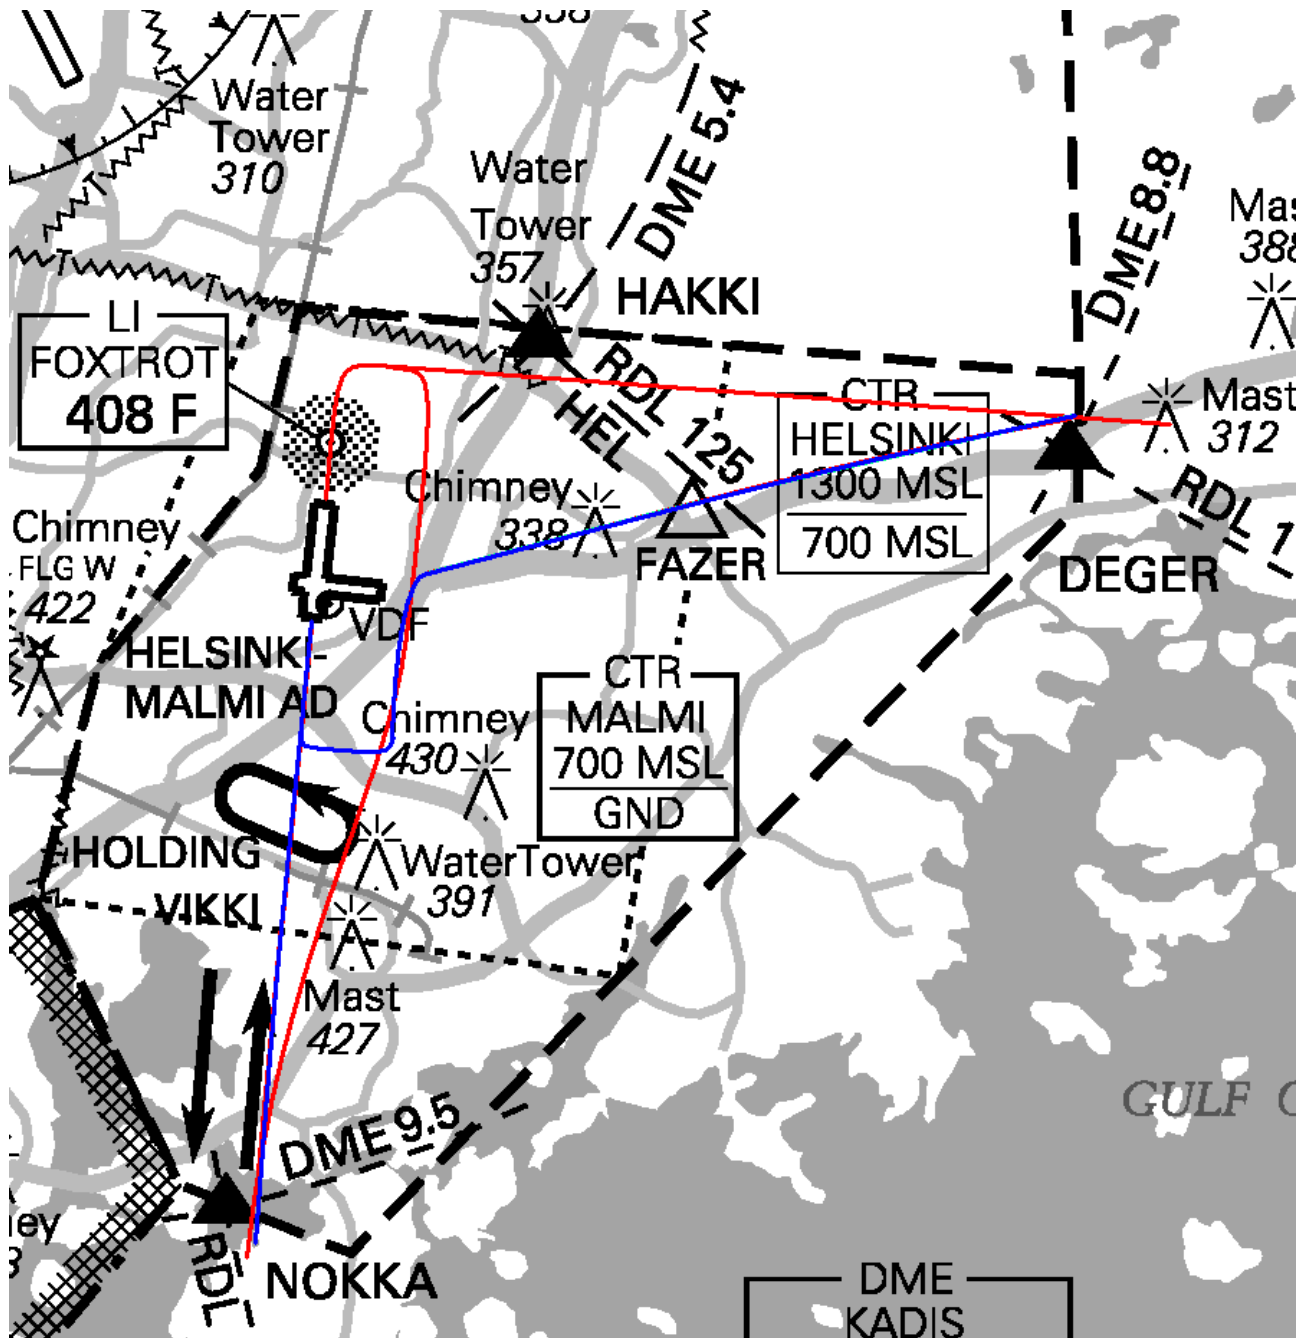 Water
Tower
310
DME 5.4
Water
Tower
357
HAKKI
DME 8.8
388
LI
FOXTROT
408 F
RDL 125
HEL
CTR
HELSINKI
1300 MSL
700 MSL
Mast
312
RDL 1
Chimney
338
FAZER
DEGER
Chimney
FLG W
422
VDF
HELSINKI-
MALMI AD
Chimney
430
CTR
MALMI
700 MSL
GND
HOLDING
VIKKI
Water Tower
391
Mast
427
GULF
DME 9.5
RDL
NOKKA
DME
KADIS